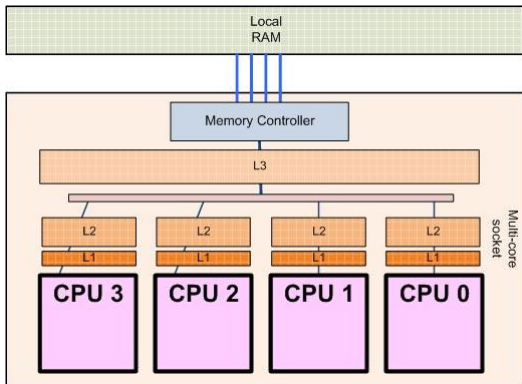 Local
RAM
Memory Controller
L3
L2
L2
L2
L2
L1
L1
L1
L1
CPU 3
CPU 2
CPU 1
CPU 0
Multi-core
socket